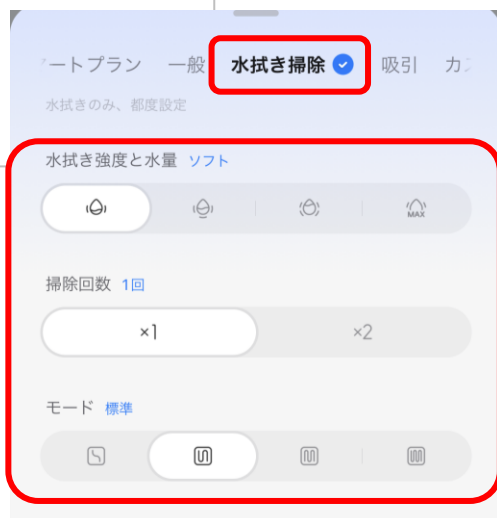 ートプラン 一般 水拭き掃除 吸引 カ
水拭きのみ、都度設定
水拭き強度と水量 ソフト
MAX
掃除回数 1回
×1 ×2
モード 標準